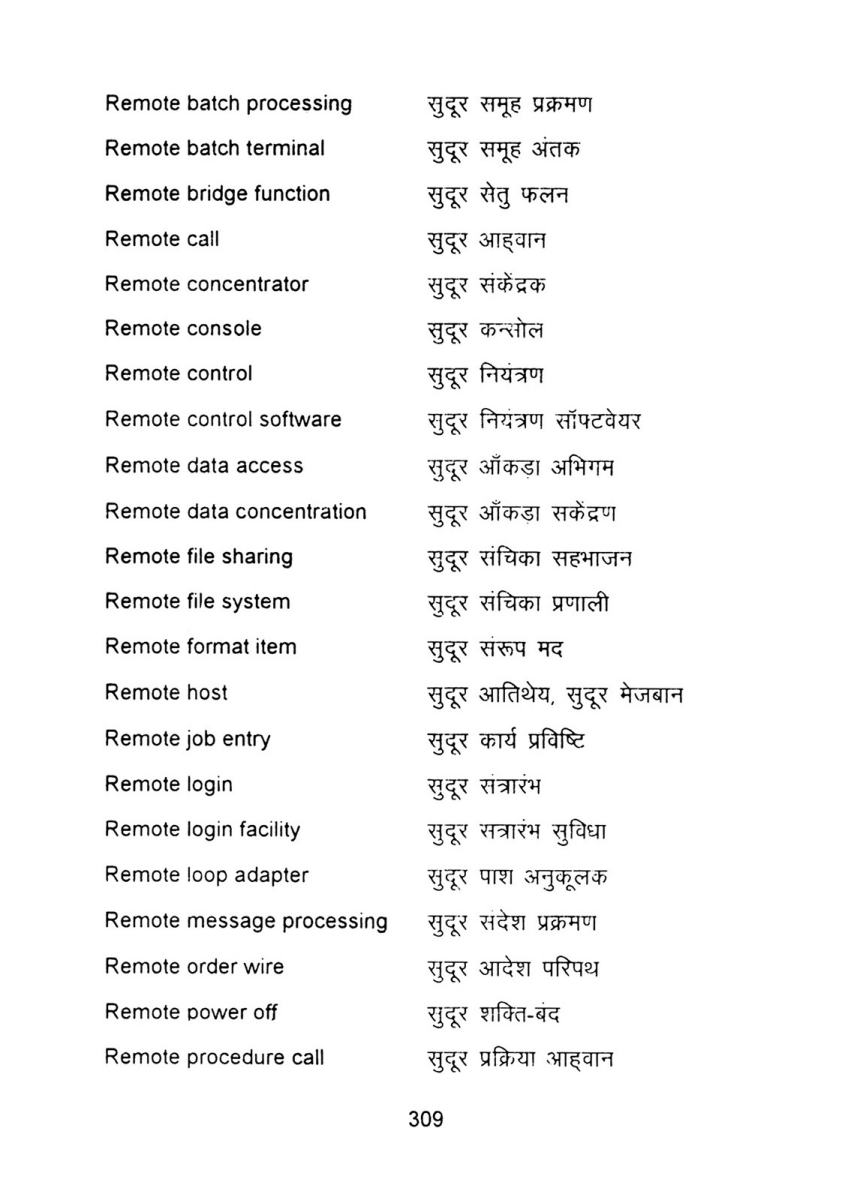 Remote batch processing सुदूर समूह प्रक्रमण
Remote batch terminal सुदूर समूह अंतक
Remote bridge function सुदूर सेतु फलन
Remote call सुदूर आह्वान
Remote concentrator सुदूर संकेंद्रक
Remote console सुदूर कन्सोल
Remote control सुदूर नियंत्रण
Remote control software सुदूर नियंत्रण सॉफ्टवेयर
Remote data access सुदूर आँकड़ा अभिगम
Remote data concentration सुदूर आँकड़ा सकेंद्रण
Remote file sharing सुदूर संचिका सहभाजन
Remote file system सुदूर संचिका प्रणाली
Remote format item सुदूर संरूप मद
Remote host सुदूर आतिथेय, सुदूर मेजबान
Remote job entry सुदूर कार्य प्रविष्टि
Remote login सुदूर संत्रारंभ
Remote login facility सुदूर सत्रारंभ सुविधा
Remote loop adapter सुदूर पाश अनुकूलक
Remote message processing सुदूर संदेश प्रक्रमण
Remote order wire सुदूर आदेश परिपथ
Remote power off सुदूर शक्ति-बंद
Remote procedure call सुदूर प्रक्रिया आह्वान
309